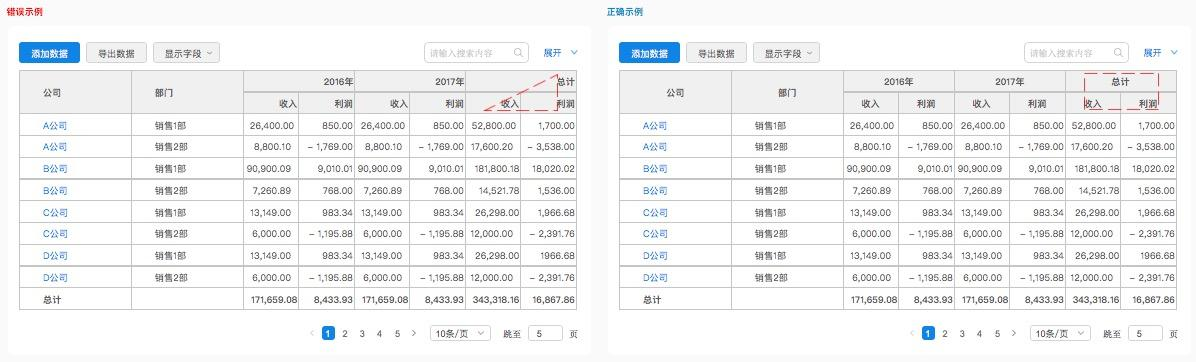 错误示例
添加数据 导出数据 显示字段 请输入搜索内容 展开
公司 部门 2016年 2017年 总计
收入 利润 收入 利润 收入 利润
A公司 销售1部 26,400.00 850.00 26,400.00 850.00 52,800.00 1,700.00
A公司 销售2部 8,800.10 －1,769.00 8,800.10 －1,769.00 17,600.20 －3,538.00
B公司 销售1部 90,900.09 9,010.01 90,900.09 9,010.01 181,800.18 18,020.02
B公司 销售2部 7,260.89 768.00 7,260.89 768.00 14,521.78 1,536.00
C公司 销售1部 13,149.00 983.34 13,149.00 983.34 26,298.00 1,966.68
C公司 销售2部 6,000.00 －1,195.88 6,000.00 －1,195.88 12,000.00 －2,391.76
D公司 销售1部 13,149.00 983.34 13,149.00 983.34 26,298.00 1966.68
D公司 销售2部 6,000.00 －1,195.88 6,000.00 －1,195.88 12,000.00 －2,391.76
总计 171,659.08 8,433.93 171,659.08 8,433.93 343,318.16 16,867.86
1 2 3 4 5 10条/页 跳至 5 页
正确示例
添加数据 导出数据 显示字段 请输入搜索内容 展开
公司 部门 2016年 2017年 总计
收入 利润 收入 利润 收入 利润
A公司 销售1部 26,400.00 850.00 26,400.00 850.00 52,800.00 1,700.00
A公司 销售2部 8,800.10 －1,769.00 8,800.10 －1,769.00 17,600.20 －3,538.00
B公司 销售1部 90,900.09 9,010.01 90,900.09 9,010.01 181,800.18 18,020.02
B公司 销售2部 7,260.89 768.00 7,260.89 768.00 14,521.78 1,536.00
C公司 销售1部 13,149.00 983.34 13,149.00 983.34 26,298.00 1,966.68
C公司 销售2部 6,000.00 －1,195.88 6,000.00 －1,195.88 12,000.00 －2,391.76
D公司 销售1部 13,149.00 983.34 13,149.00 983.34 26,298.00 1966.68
D公司 销售2部 6,000.00 －1,195.88 6,000.00 －1,195.88 12,000.00 －2,391.76
总计 171,659.08 8,433.93 171,659.08 8,433.93 343,318.16 16,867.86
1 2 3 4 5 10条/页 跳至 5 页